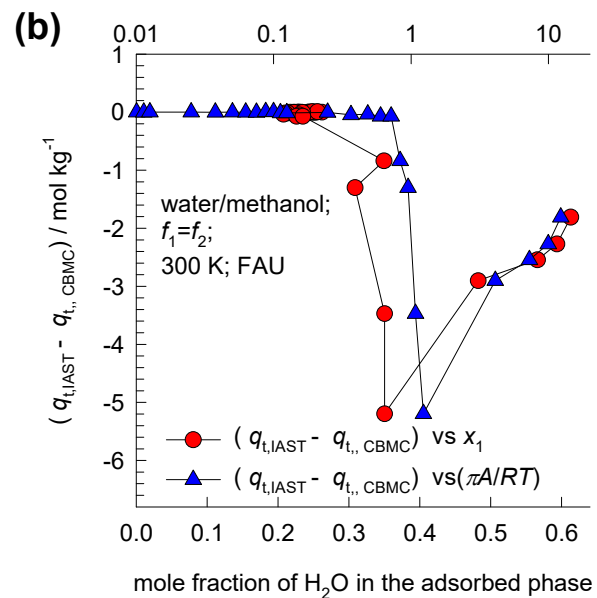 (b)
0.01 0.1 1 10
1
0
-1
-2
-3
-4
-5
-6
(q_t,IAST - q_t,, CBMC) / mol kg^-1
water/methanol;
f_1=f_2;
300 K; FAU
( q_t,IAST - q_t,, CBMC) vs x_1
( q_t,IAST - q_t,, CBMC) vs(πA/RT)
0.0 0.1 0.2 0.3 0.4 0.5 0.6
mole fraction of H_2O in the adsorbed phase